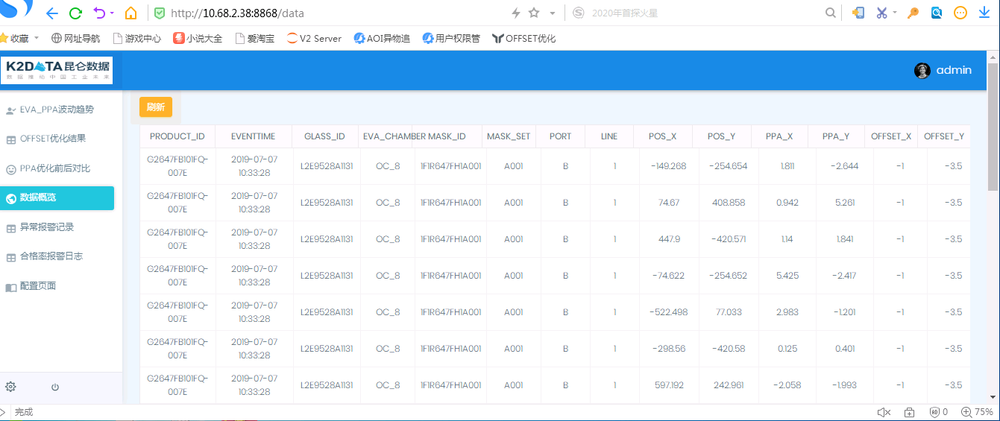 http://10.68.2.38:8868/data
2020年首探火星
收藏 网址导航 游戏中心 小说大全 爱淘宝 V2 Server AOI异物追 用户权限管 OFFSET优化
K2DATA昆仑数据
数据推动中国工业未来
admin
EVA_PPA波动趋势
OFFSET优化结果
PPA优化前后对比
数据概览
异常报警记录
合格率报警日志
配置页面
刷新
PRODUCT_ID EVENTTIME GLASS_ID EVA_CHAMBER MASK_ID MASK_SET PORT LINE POS_X POS_Y PPA_X PPA_Y OFFSET_X OFFSET_Y
G2647FB101FQ-007E 2019-07-07 10:33:28 L2E9528A1131 OC_8 1F1R647FH1A001 A001 B 1 -149.268 -254.654 1.811 -2.644 -1 -3.5
G2647FB101FQ-007E 2019-07-07 10:33:28 L2E9528A1131 OC_8 1F1R647FH1A001 A001 B 1 74.67 408.858 0.942 5.261 -1 -3.5
G2647FB101FQ-007E 2019-07-07 10:33:28 L2E9528A1131 OC_8 1F1R647FH1A001 A001 B 1 447.9 -420.571 1.14 1.841 -1 -3.5
G2647FB101FQ-007E 2019-07-07 10:33:28 L2E9528A1131 OC_8 1F1R647FH1A001 A001 B 1 -74.622 -254.652 5.425 -2.417 -1 -3.5
G2647FB101FQ-007E 2019-07-07 10:33:28 L2E9528A1131 OC_8 1F1R647FH1A001 A001 B 1 -522.498 77.033 2.983 -1.201 -1 -3.5
G2647FB101FQ-007E 2019-07-07 10:33:28 L2E9528A1131 OC_8 1F1R647FH1A001 A001 B 1 -298.56 -420.58 0.125 0.401 -1 -3.5
G2647FB101FQ-007E 2019-07-07 10:33:28 L2E9528A1131 OC_8 1F1R647FH1A001 A001 B 1 597.192 242.961 -2.058 -1.993 -1 -3.5
完成
AD 0
75%